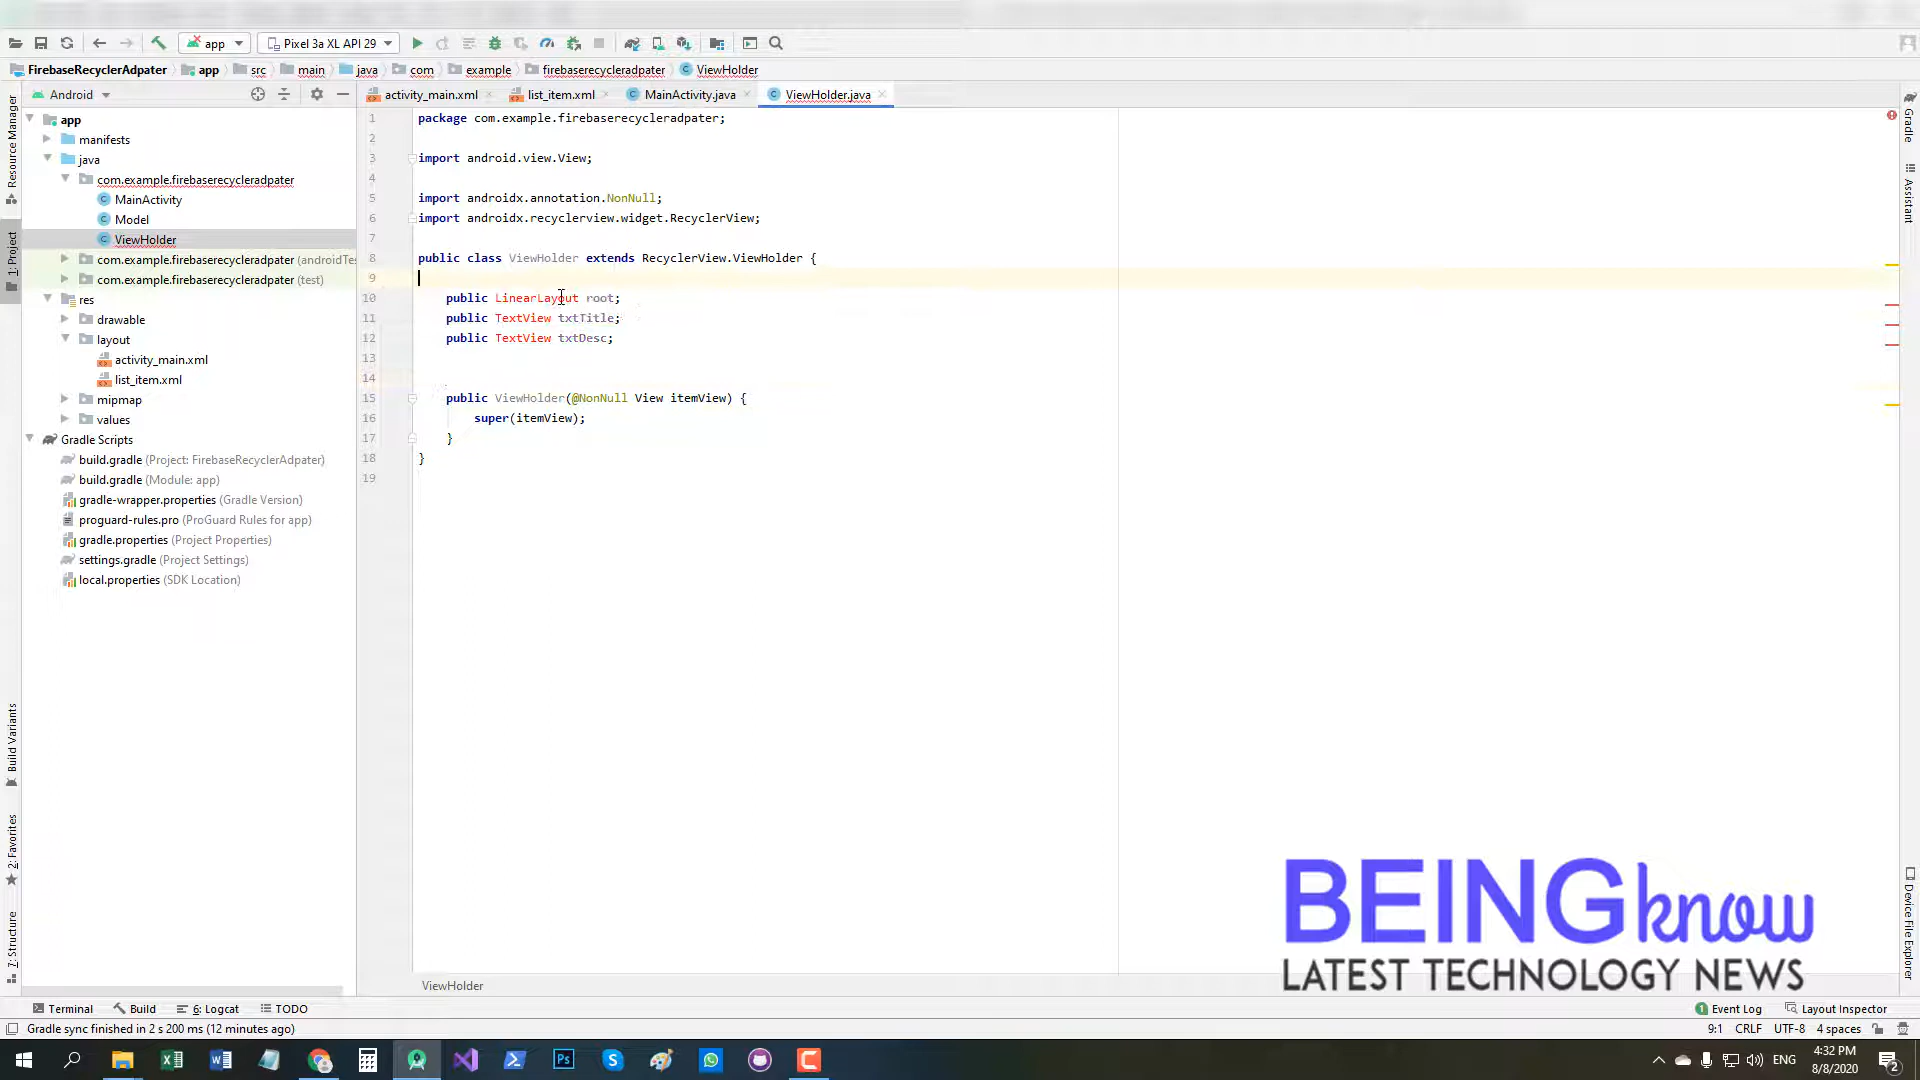 app
Pixel 3a XL API 29
FirebaseRecyclerAdpater
app
src
main
java
com
example
firebaserecycleradpater
ViewHolder
Android
activity_main.xml
list_item.xml
MainActivity.java
ViewHolder.java
Resource Manager
1: Project
Build Variants
2: Favorites
7: Structure
app
manifests
java
com.example.firebaserecycleradpater
MainActivity
Model
ViewHolder
com.example.firebaserecycleradpater (androidTe
com.example.firebaserecycleradpater (test)
res
drawable
layout
activity_main.xml
list_item.xml
mipmap
values
Gradle Scripts
build.gradle (Project: FirebaseRecyclerAdpater)
build.gradle (Module: app)
gradle-wrapper.properties (Gradle Version)
proguard-rules.pro (ProGuard Rules for app)
gradle.properties (Project Properties)
settings.gradle (Project Settings)
local.properties (SDK Location)
1 package com.example.firebaserecycleradpater;
2
3 import android.view.View;
4
5 import androidx.annotation.NonNull;
6 import androidx.recyclerview.widget.RecyclerView;
7
8 public class ViewHolder extends RecyclerView.ViewHolder {
9
10 public LinearLayout root;
11 public TextView txtTitle;
12 public TextView txtDesc;
13
14
15 public ViewHolder(@NonNull View itemView) {
16 super(itemView);
17 }
18 }
19
Gradle
Assistant
Device File Explorer
BEINGknow
LATEST TECHNOLOGY NEWS
ViewHolder
Terminal
Build
6: Logcat
TODO
1 Event Log
Layout Inspector
Gradle sync finished in 2 s 200 ms (12 minutes ago)
9:1 CRLF UTF-8 4 spaces
ENG
4:32 PM
8/8/2020
2